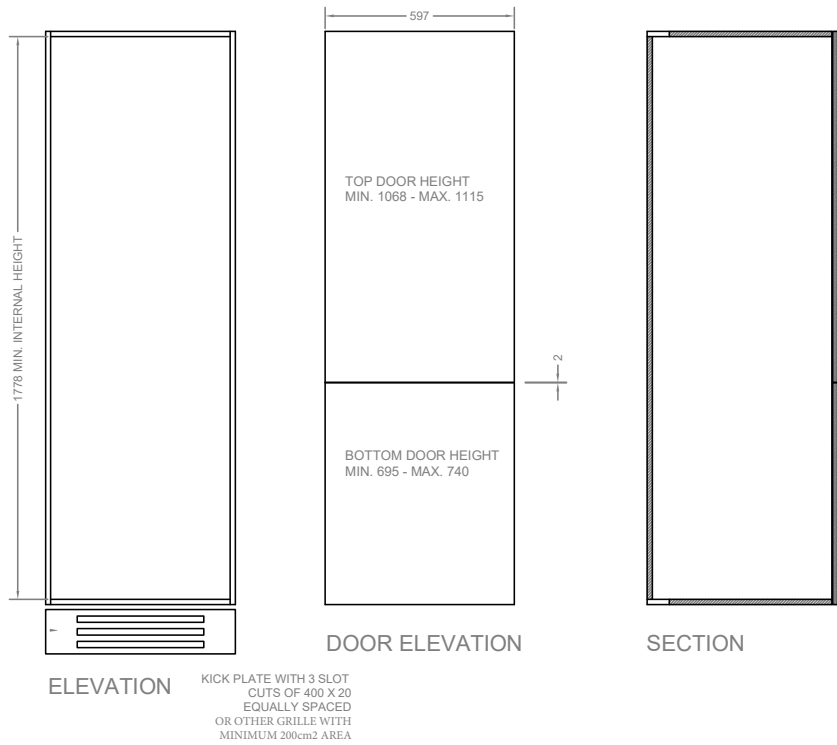 597
TOP DOOR HEIGHT
MIN. 1068 - MAX. 1115
1778 MIN. INTERNAL HEIGHT
2
BOTTOM DOOR HEIGHT
MIN. 695 - MAX. 740
DOOR ELEVATION
SECTION
ELEVATION
KICK PLATE WITH 3 SLOT
CUTS OF 400 X 20
EQUALLY SPACED
OR OTHER GRILLE WITH
MINIMUM 200cm2 AREA